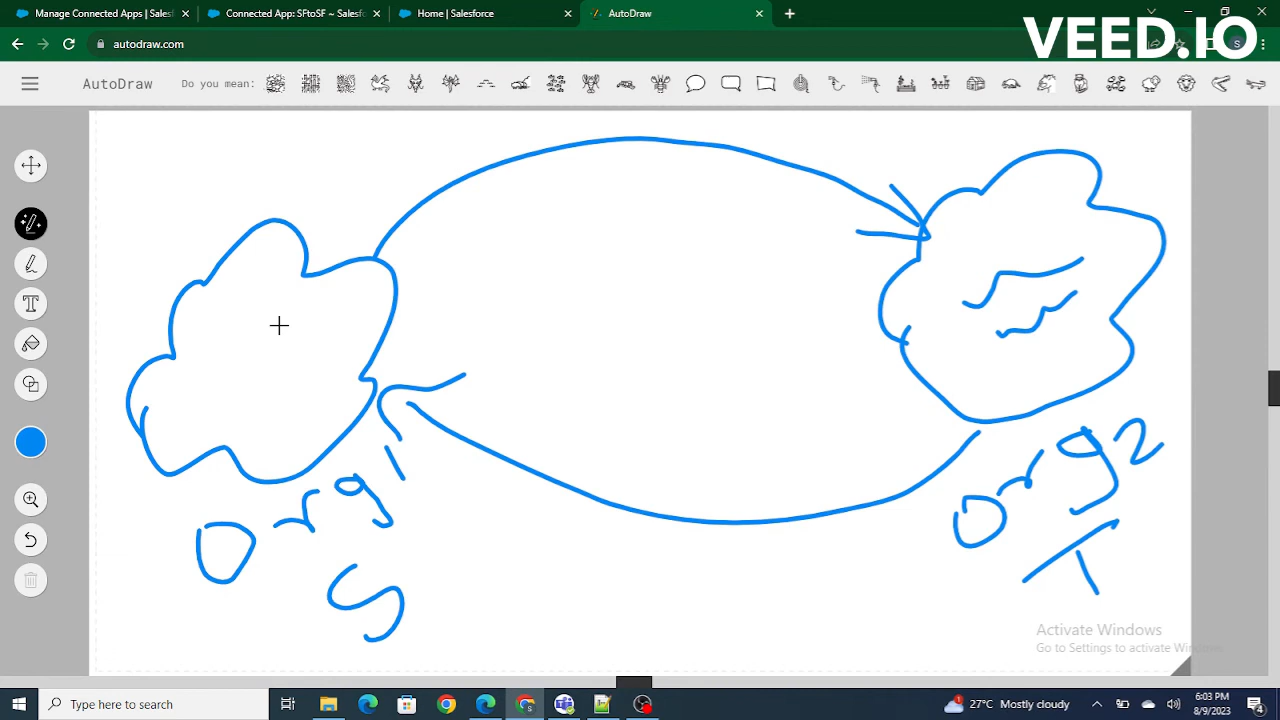 Manage Connected Apps | Salesf
Connected App: SFtoSF ~ Salesfo
Home | Salesforce
AutoDraw
VEED.IO
autodraw.com
AutoDraw
Do you mean:
Org1
S
Org2
T
Activate Windows
Go to Settings to activate Windows.
Type here to search
27°C Mostly cloudy
6:03 PM
8/9/2023